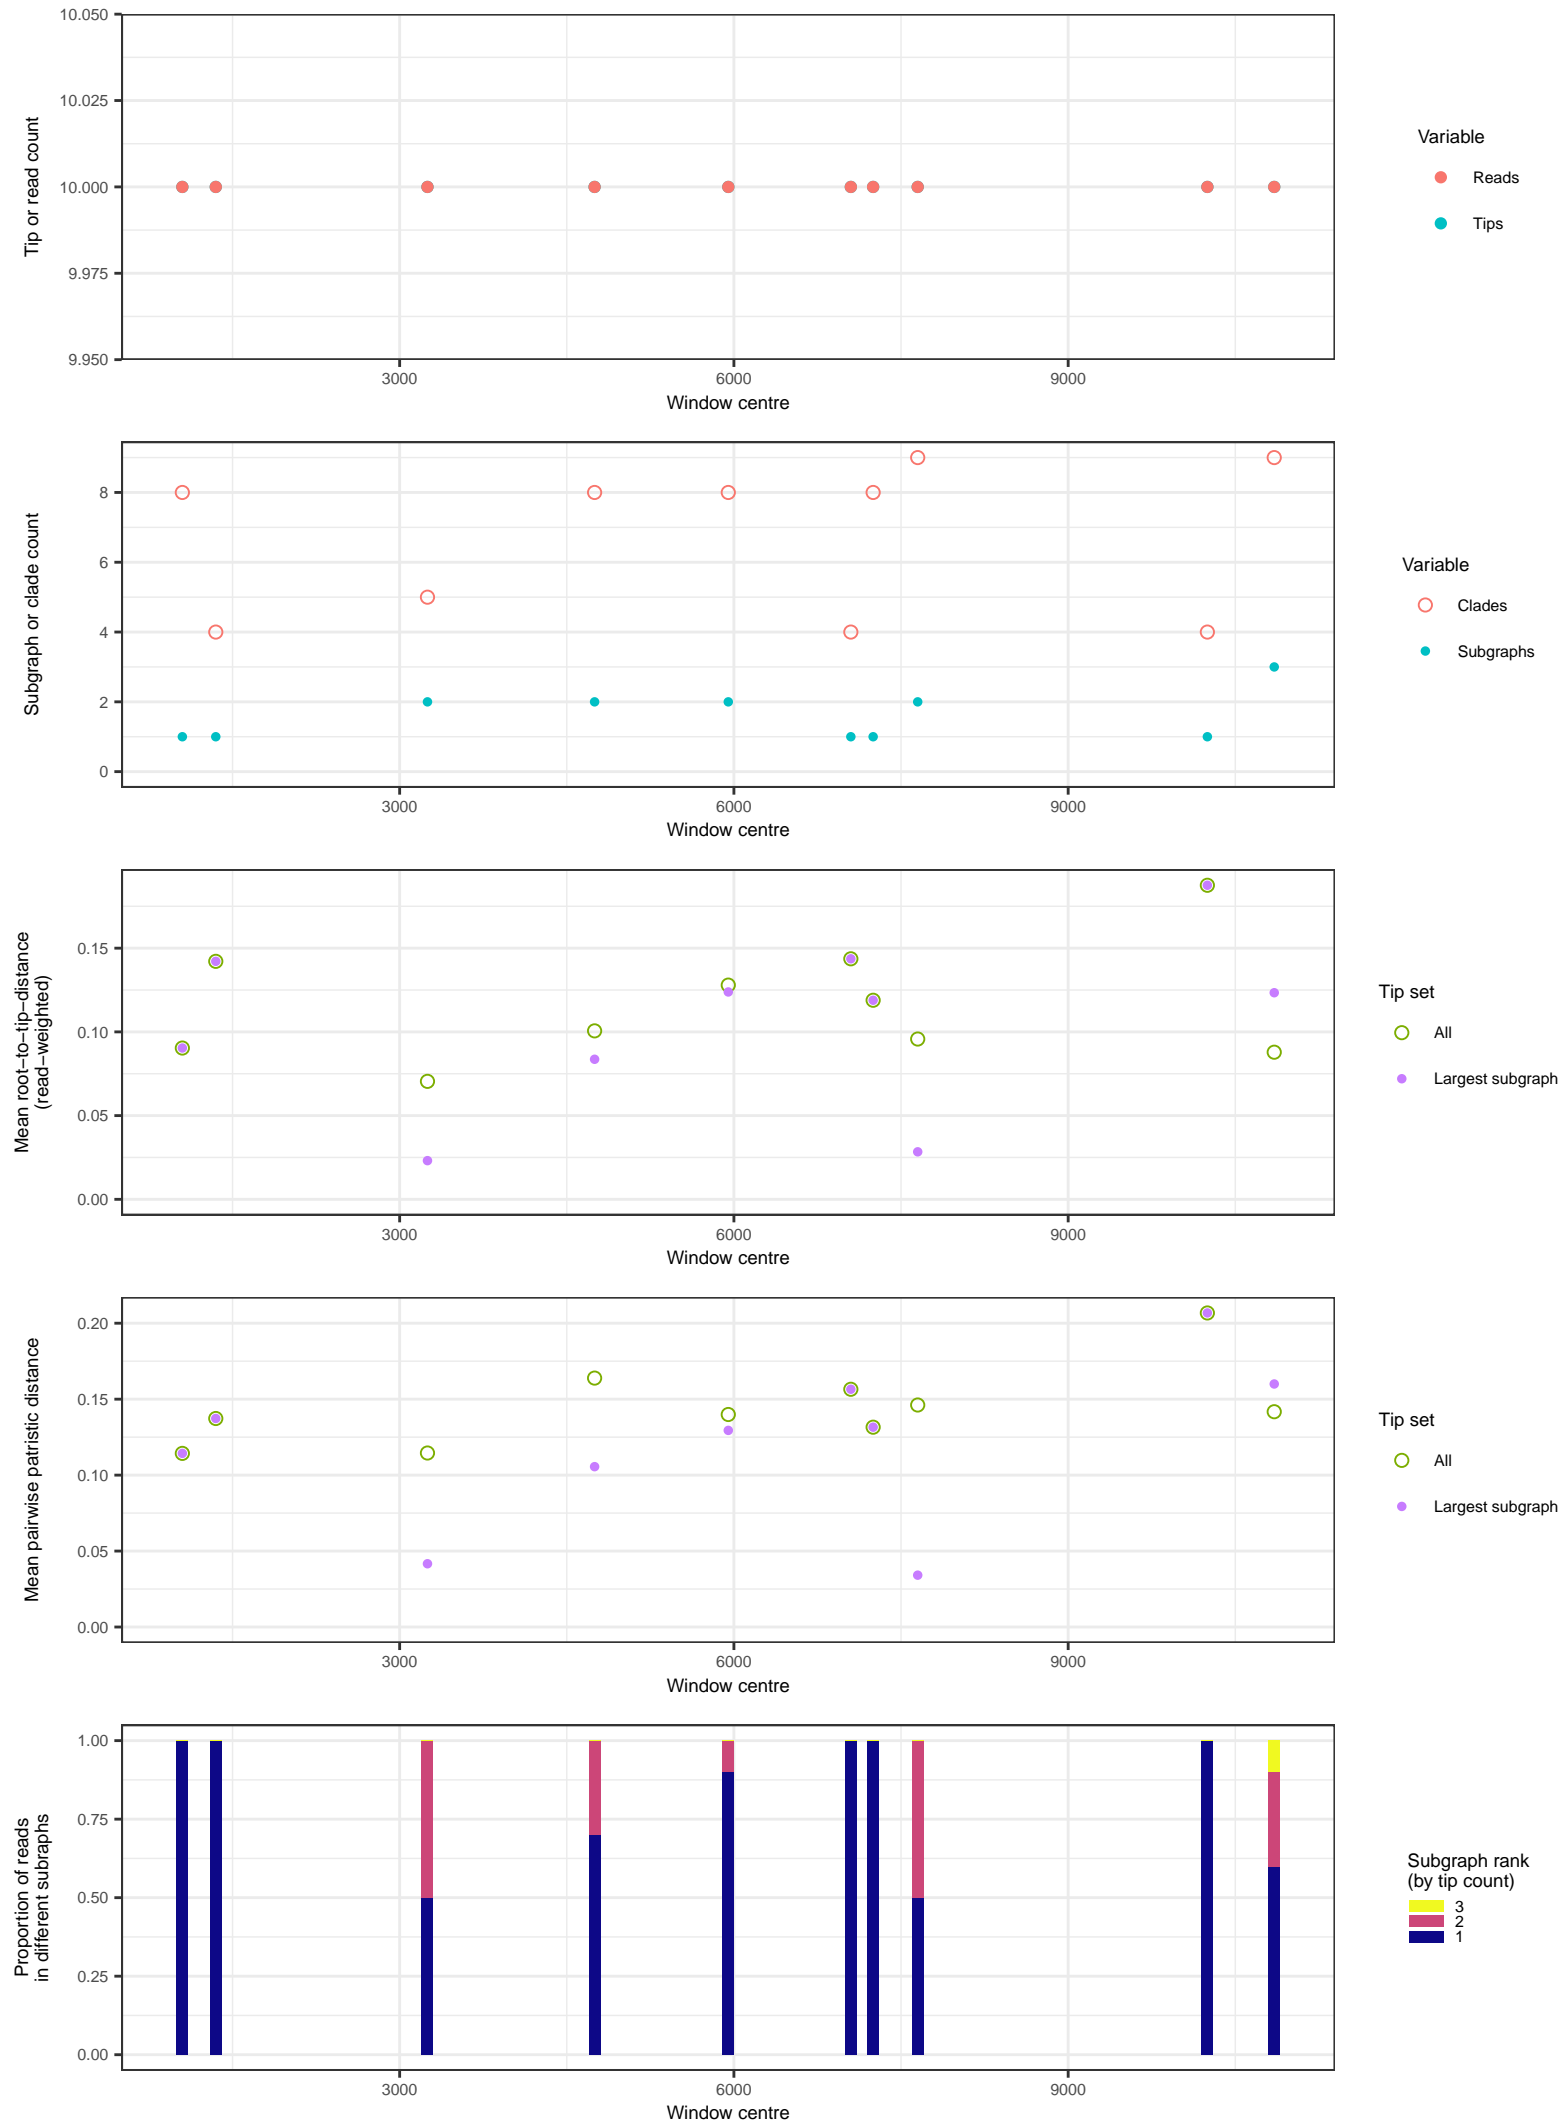 10.050
10.025
10.000
9.975
9.950
Tip or read count
3000 6000 9000
Window centre
Variable
Reads
Tips
8
6
4
2
0
Subgraph or clade count
3000 6000 9000
Window centre
Variable
Clades
Subgraphs
0.15
0.10
0.05
0.00
Mean root−to−tip−distance
(read−weighted)
3000 6000 9000
Window centre
Tip set
All
Largest subgraph
0.20
0.15
0.10
0.05
0.00
Mean pairwise patristic distance
3000 6000 9000
Window centre
Tip set
All
Largest subgraph
1.00
0.75
0.50
0.25
0.00
Proportion of reads
in different subraphs
3000 6000 9000
Window centre
Subgraph rank
(by tip count)
3
2
1